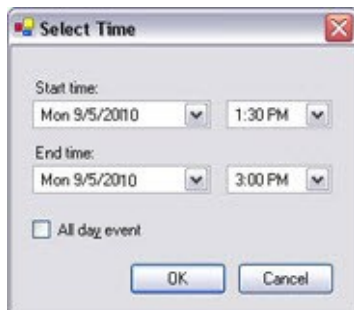 Select Time
Start time:
Mon 9/5/2010 1:30 PM
End time:
Mon 9/5/2010 3:00 PM
All day event
OK Cancel